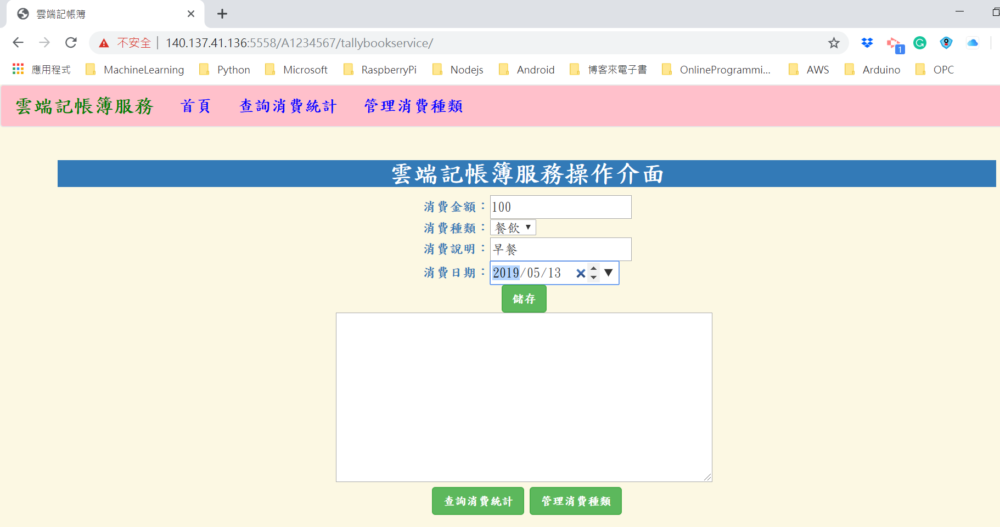 雲端記帳簿
不安全 140.137.41.136:5558/A1234567/tallybookservice/
1
應用程式 MachineLearning Python Microsoft RaspberryPi Nodejs Android 博客來電子書 OnlineProgrammi... AWS Arduino OPC
雲端記帳簿服務 首頁 查詢消費統計 管理消費種類
雲端記帳簿服務操作介面
消費金額：100
消費種類：餐飲
消費說明：早餐
消費日期：2019/05/13
儲存
查詢消費統計 管理消費種類